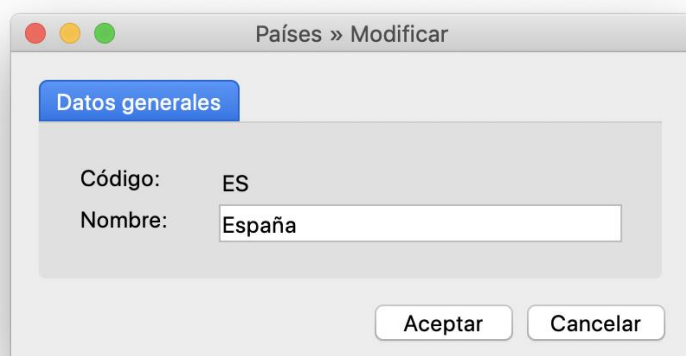 Países » Modificar
Datos generales
Código: ES
Nombre: España
Aceptar Cancelar